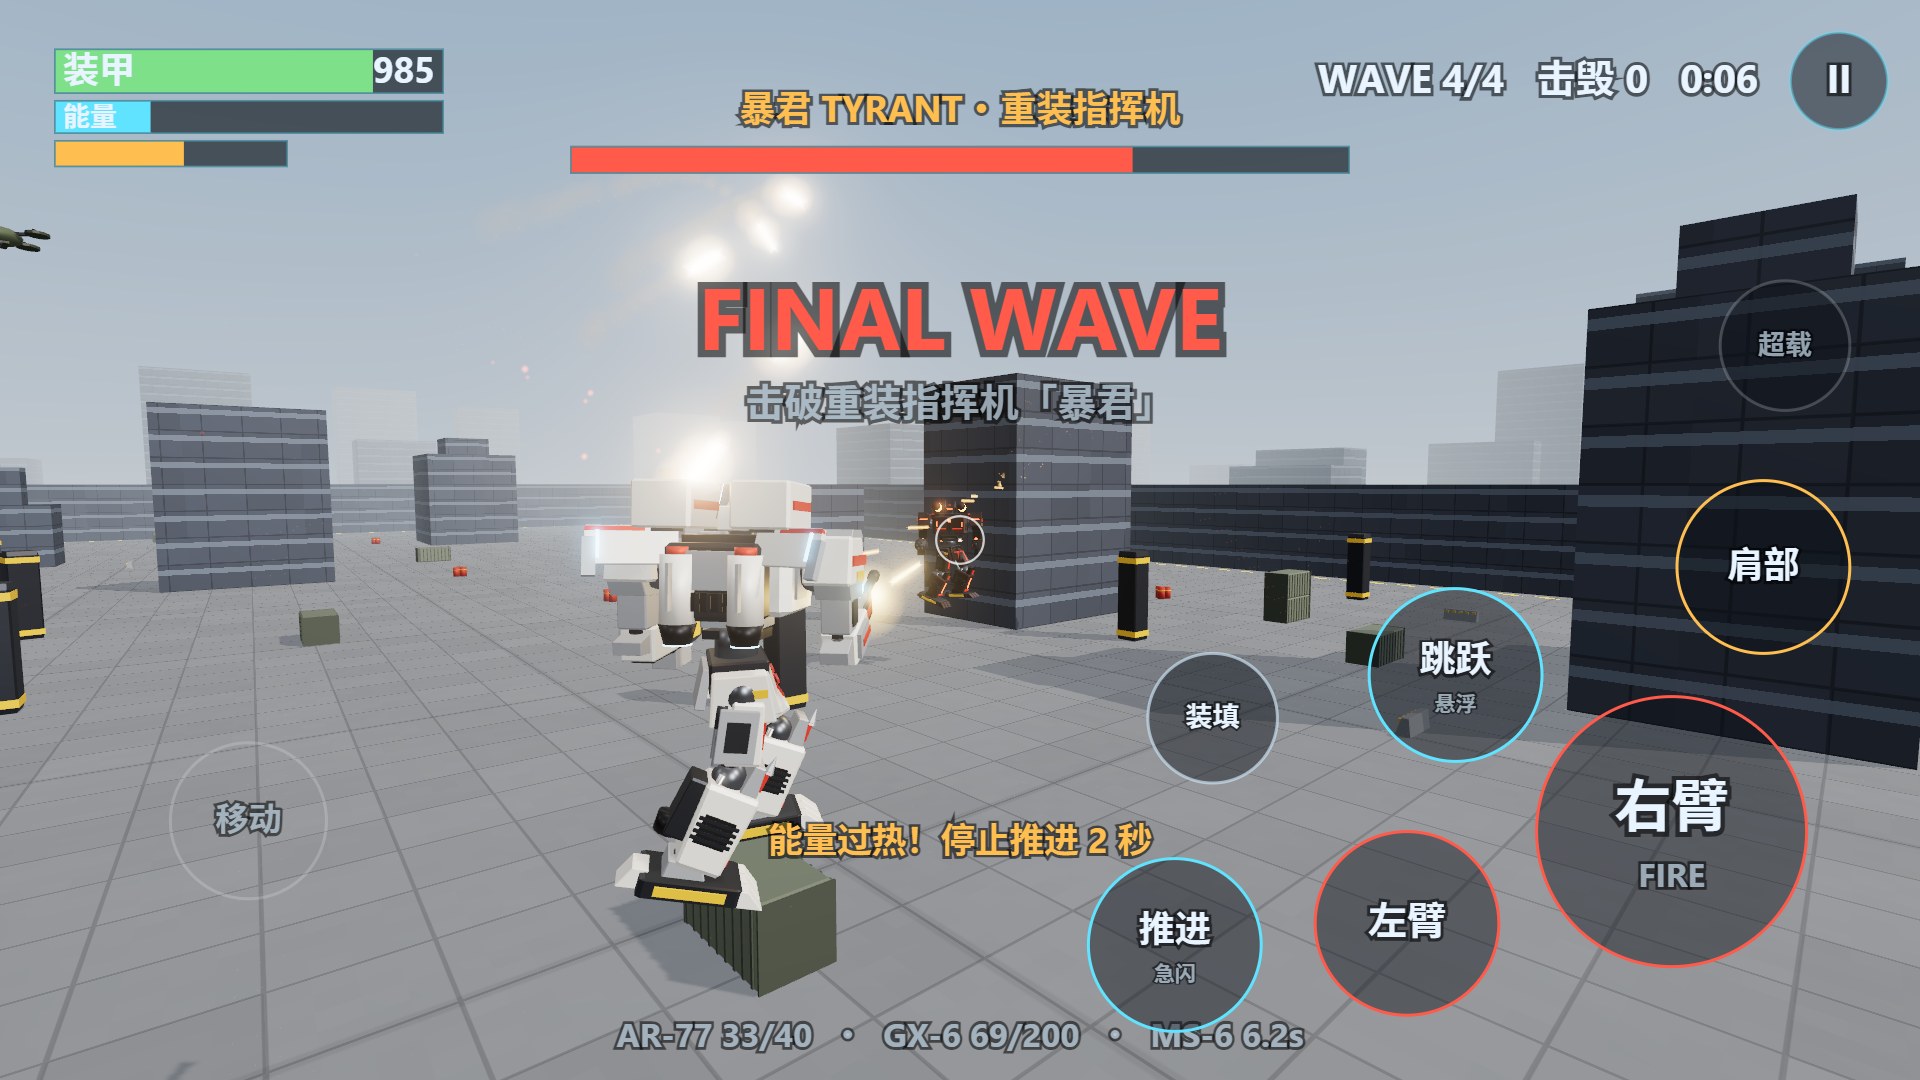 装甲 985
能量
WAVE 4/4 击毁 0 0:06
暴君 TYRANT · 重装指挥机
FINAL WAVE
击破重装指挥机「暴君」
超载
肩部
跳跃
悬浮
装填
移动
右臂
FIRE
能量过热！停止推进 2 秒
左臂
推进
急闪
AR-77 33/40 · GX-6 69/200 · MS-6 6.2s